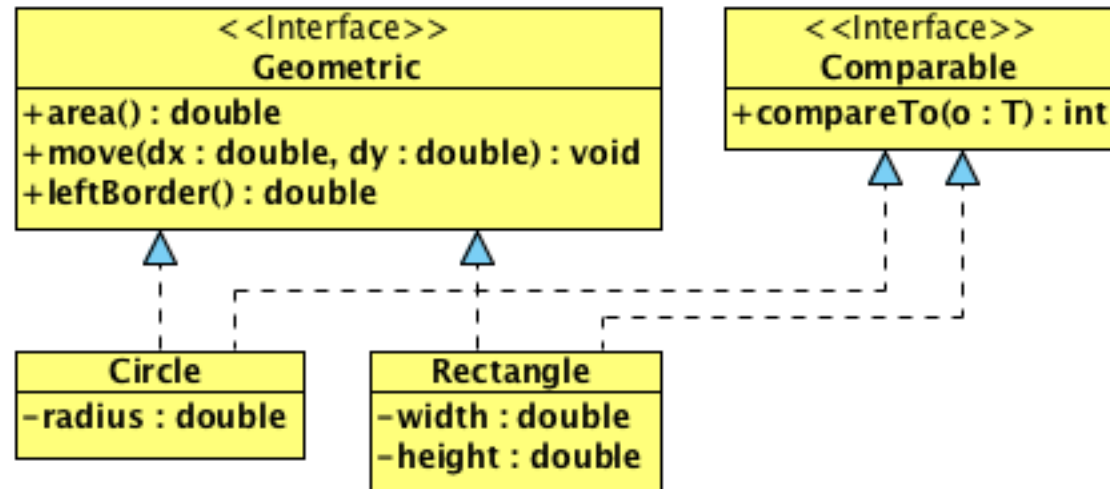 <<Interface>>
Geometric
+area() : double
+move(dx : double, dy : double) : void
+leftBorder() : double
<<Interface>>
Comparable
+compareTo(o : T) : int
Circle
-radius : double
Rectangle
-width : double
-height : double